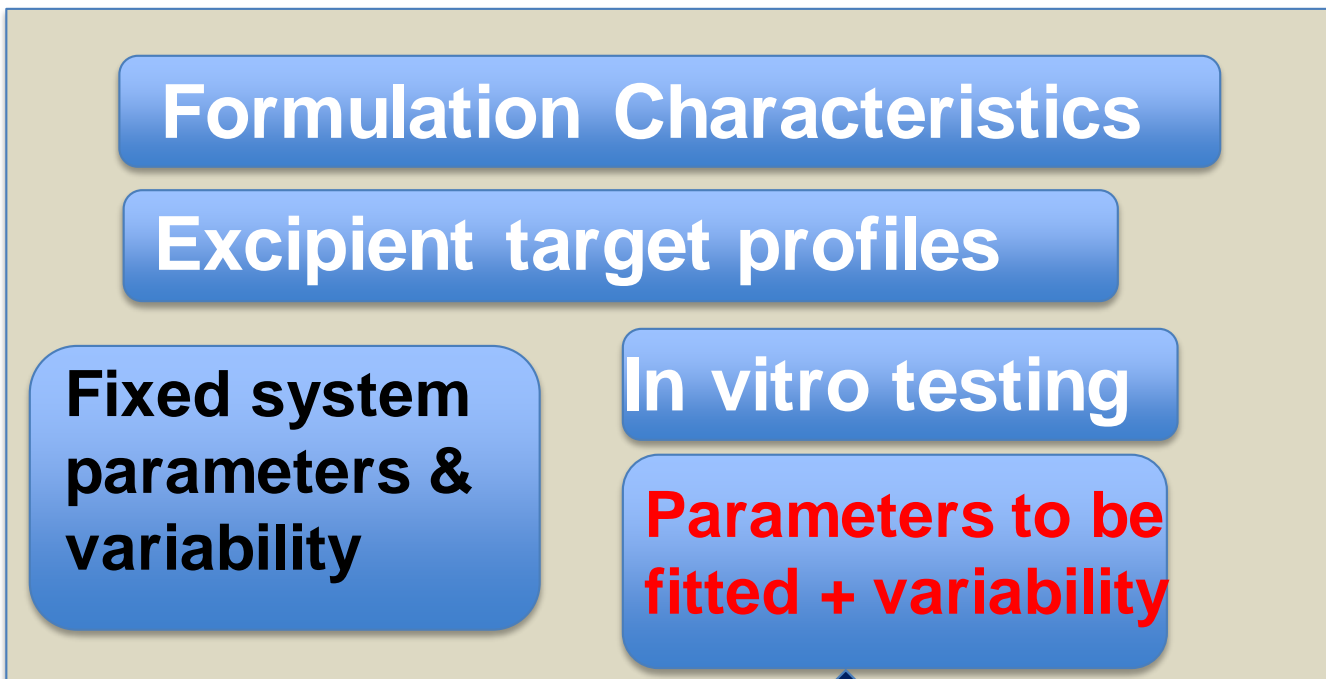 Formulation Characteristics
Excipient target profiles
Fixed system
parameters &
variability
In vitro testing
Parameters to be
fitted + variability